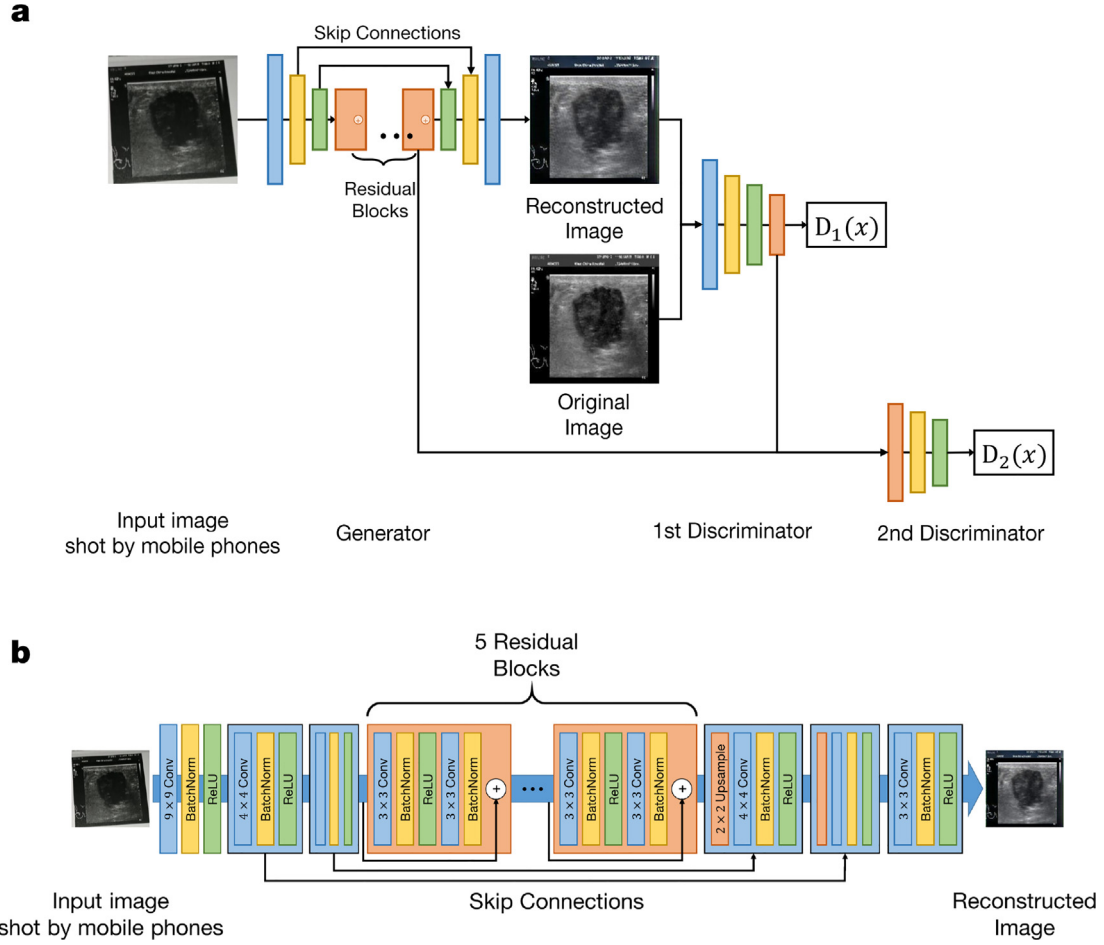 a
Skip Connections
Residual
Blocks
Reconstructed
Image
Original
Image
D₁(x)
D₂(x)
Input image
shot by mobile phones
Generator
1st Discriminator
2nd Discriminator
b
5 Residual
Blocks
9 × 9 Conv
BatchNorm
ReLU
4 × 4 Conv
BatchNorm
ReLU
3 × 3 Conv
BatchNorm
ReLU
3 × 3 Conv
BatchNorm
+
...
3 × 3 Conv
BatchNorm
ReLU
3 × 3 Conv
BatchNorm
+
2 × 2 Upsample
4 × 4 Conv
BatchNorm
ReLU
3 × 3 Conv
BatchNorm
ReLU
Input image
shot by mobile phones
Skip Connections
Reconstructed
Image